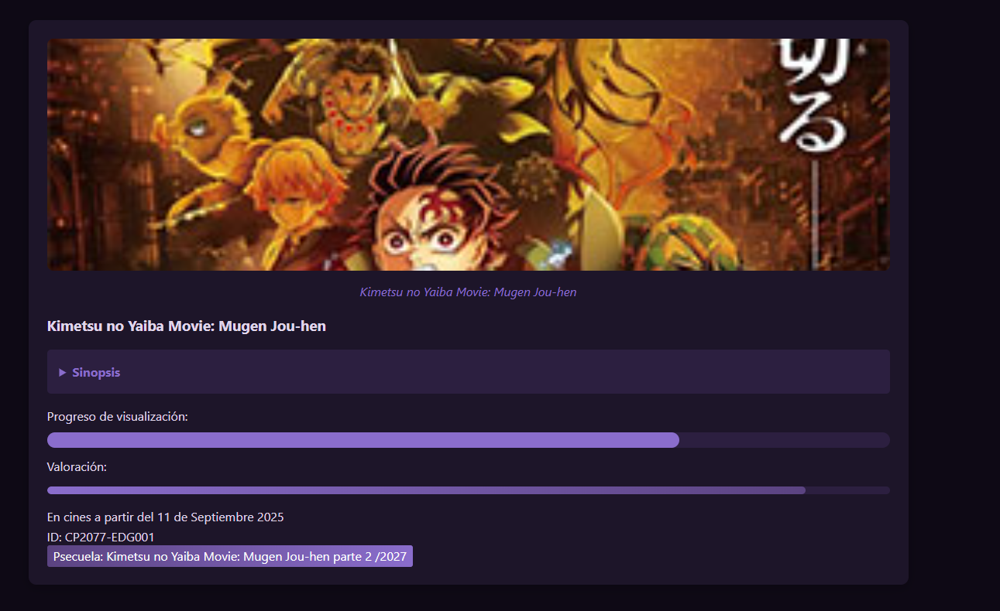 切る
Kimetsu no Yaiba Movie: Mugen Jou-hen
Kimetsu no Yaiba Movie: Mugen Jou-hen
Sinopsis
Progreso de visualización:
Valoración:
En cines a partir del 11 de Septiembre 2025
ID: CP2077-EDG001
Psecuela: Kimetsu no Yaiba Movie: Mugen Jou-hen parte 2 /2027